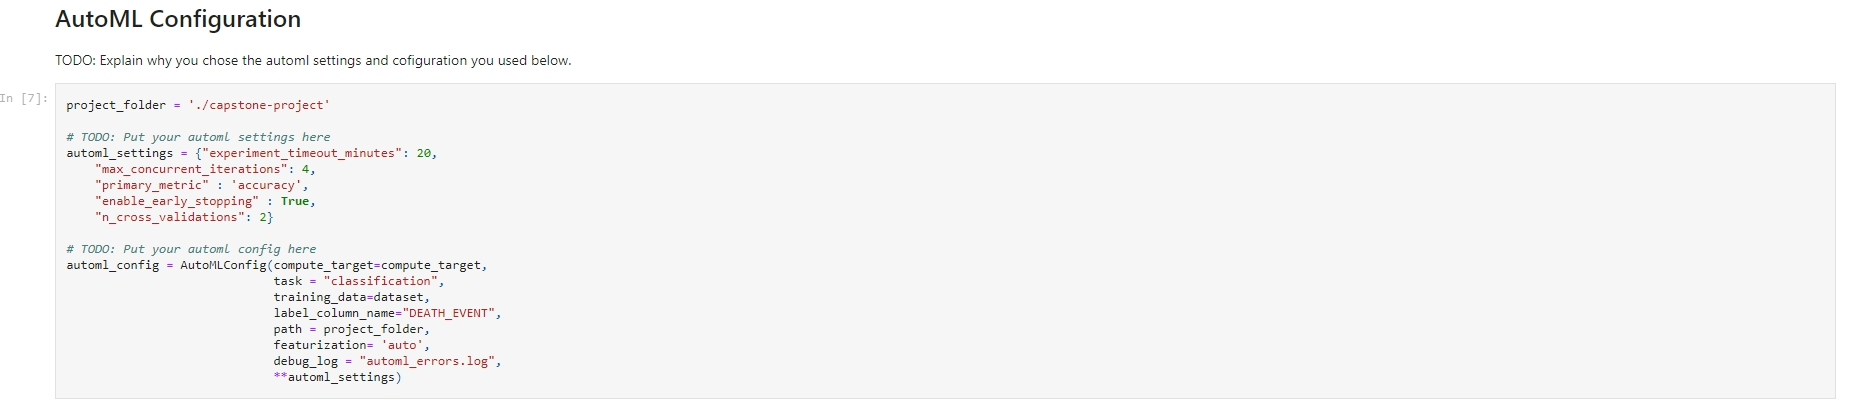 AutoML Configuration
TODO: Explain why you chose the automl settings and cofiguration you used below.
In [7]:
project_folder = './capstone-project'
# TODO: Put your automl settings here
automl_settings = {"experiment_timeout_minutes": 20,
    "max_concurrent_iterations": 4,
    "primary_metric" : 'accuracy',
    "enable_early_stopping" : True,
    "n_cross_validations": 2}
# TODO: Put your automl config here
automl_config = AutoMLConfig(compute_target=compute_target,
                             task = "classification",
                             training_data=dataset,
                             label_column_name="DEATH_EVENT",
                             path = project_folder,
                             featurization= 'auto',
                             debug_log = "automl_errors.log",
                             **automl_settings)